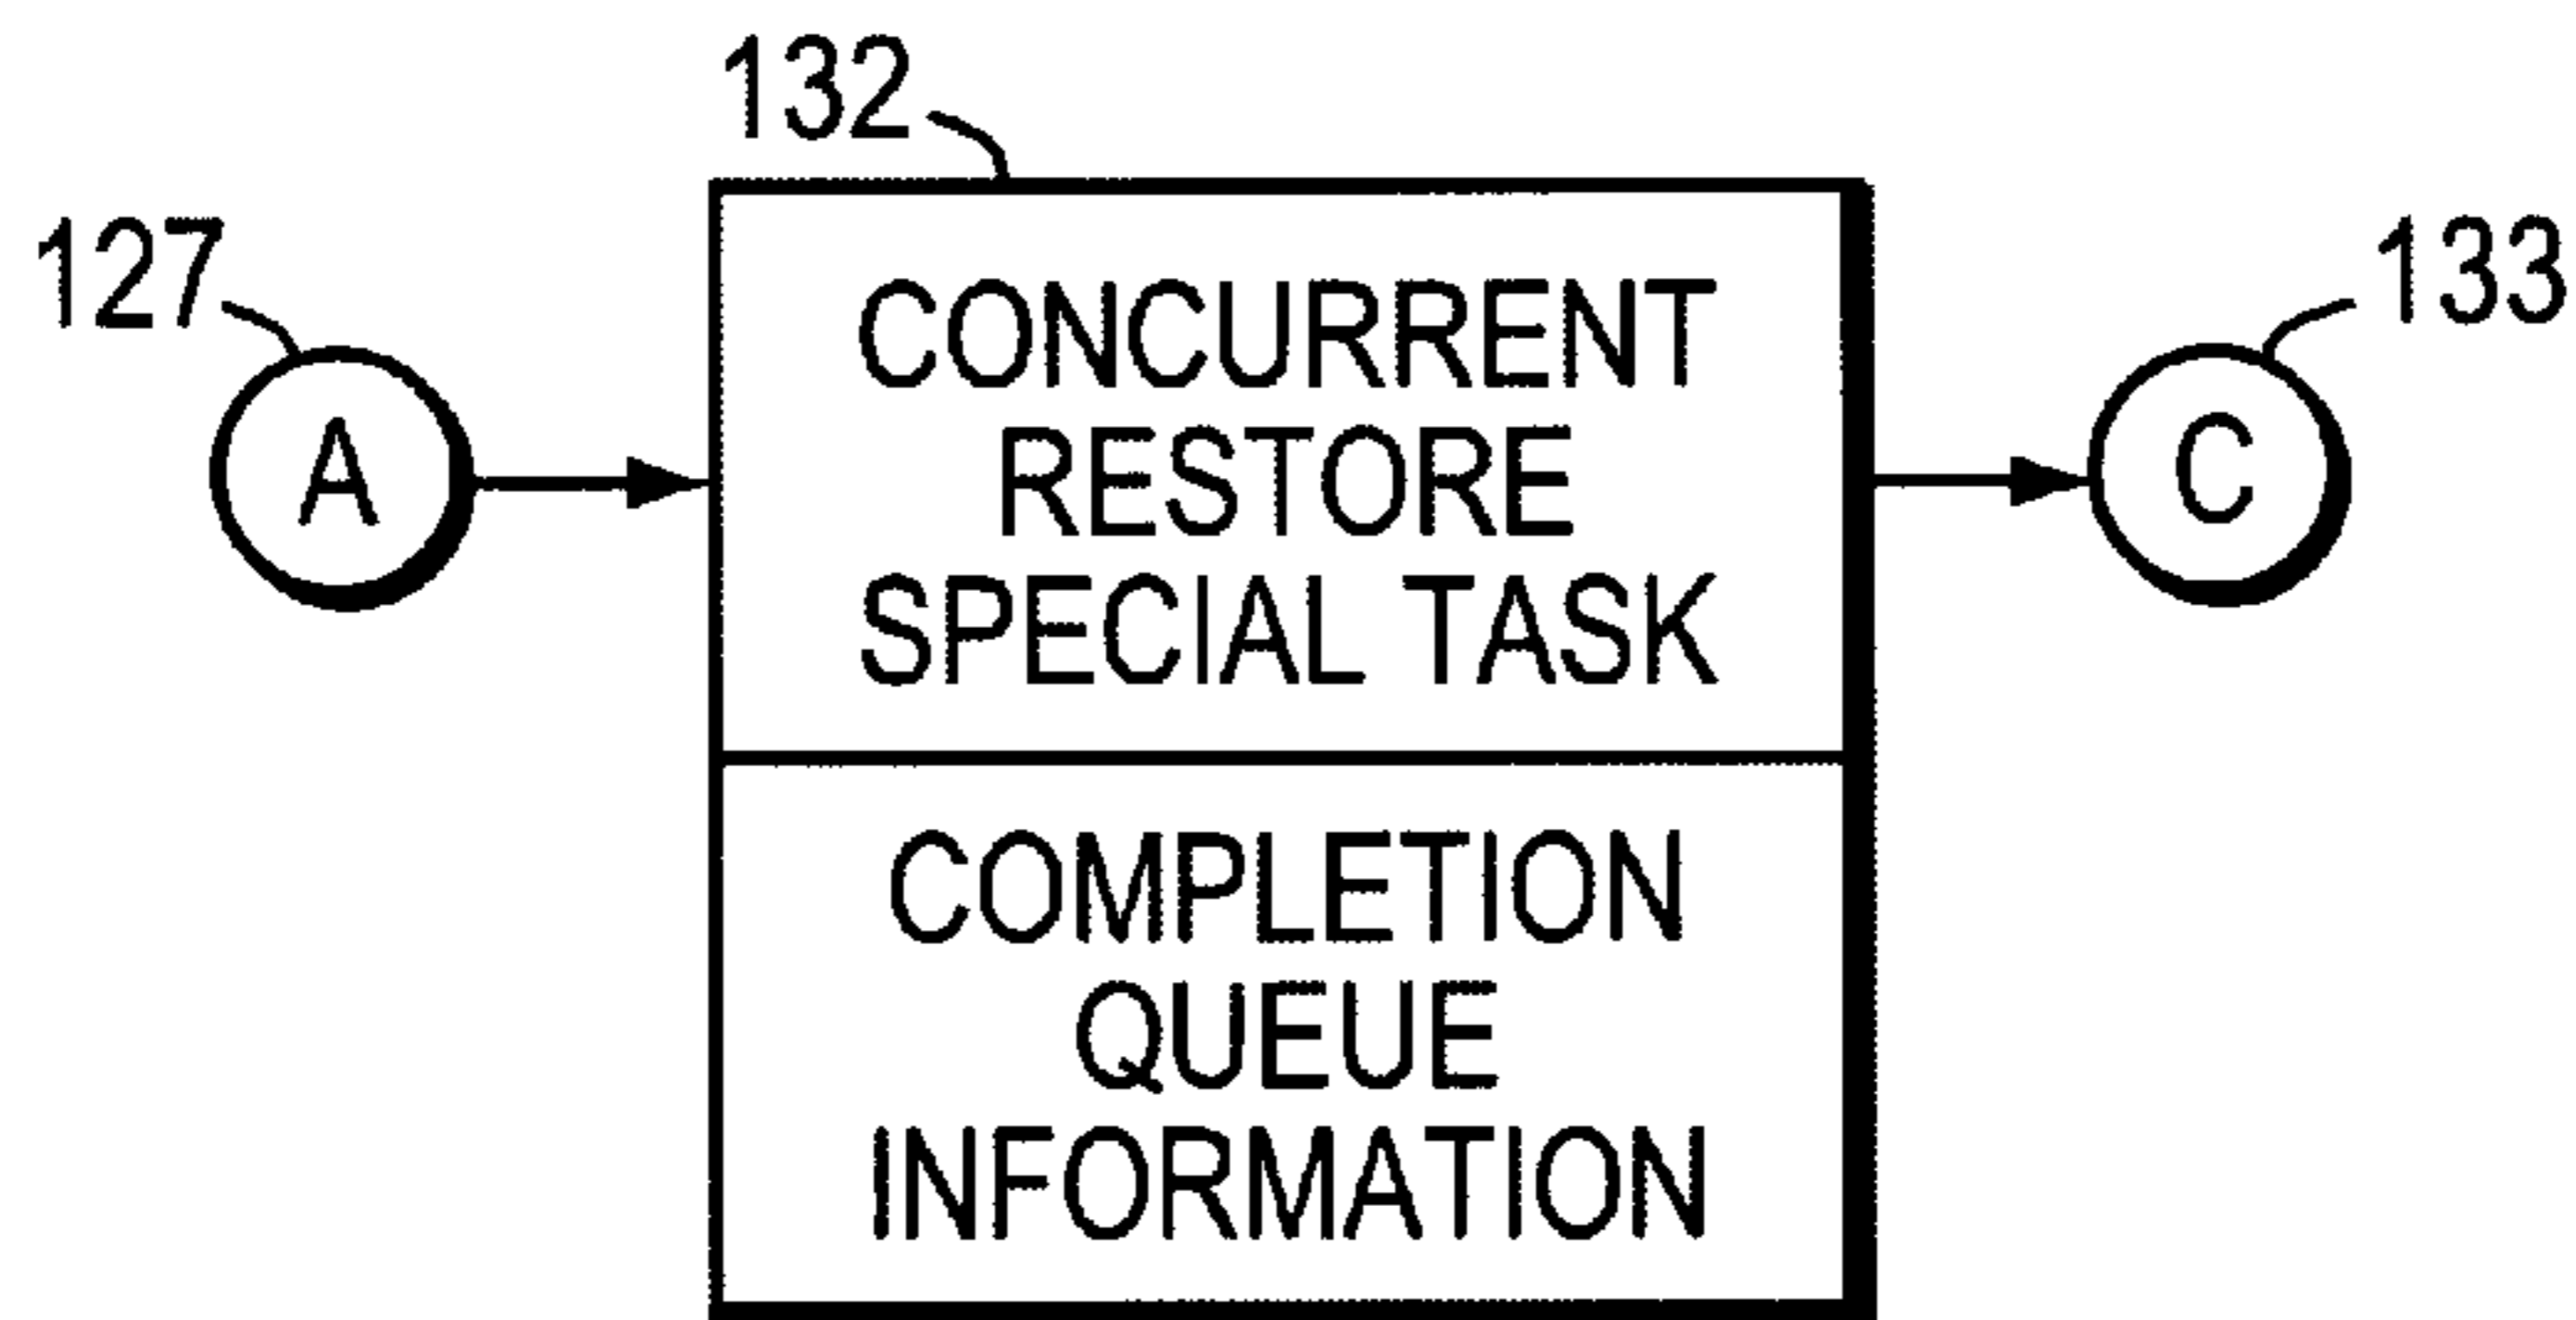 132
127
133
A
CONCURRENT
RESTORE
SPECIAL TASK
C
COMPLETION
QUEUE
INFORMATION